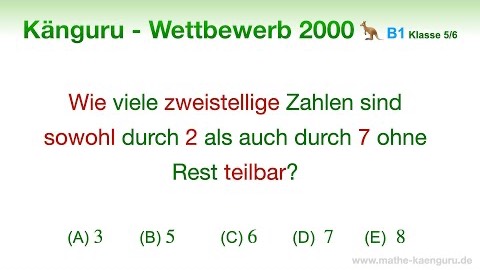 Känguru - Wettbewerb 2000 🦘 B1 Klasse 5/6
Wie viele zweistellige Zahlen sind
sowohl durch 2 als auch durch 7 ohne
Rest teilbar?
(A) 3 (B) 5 (C) 6 (D) 7 (E) 8
www.mathe-kaenguru.de